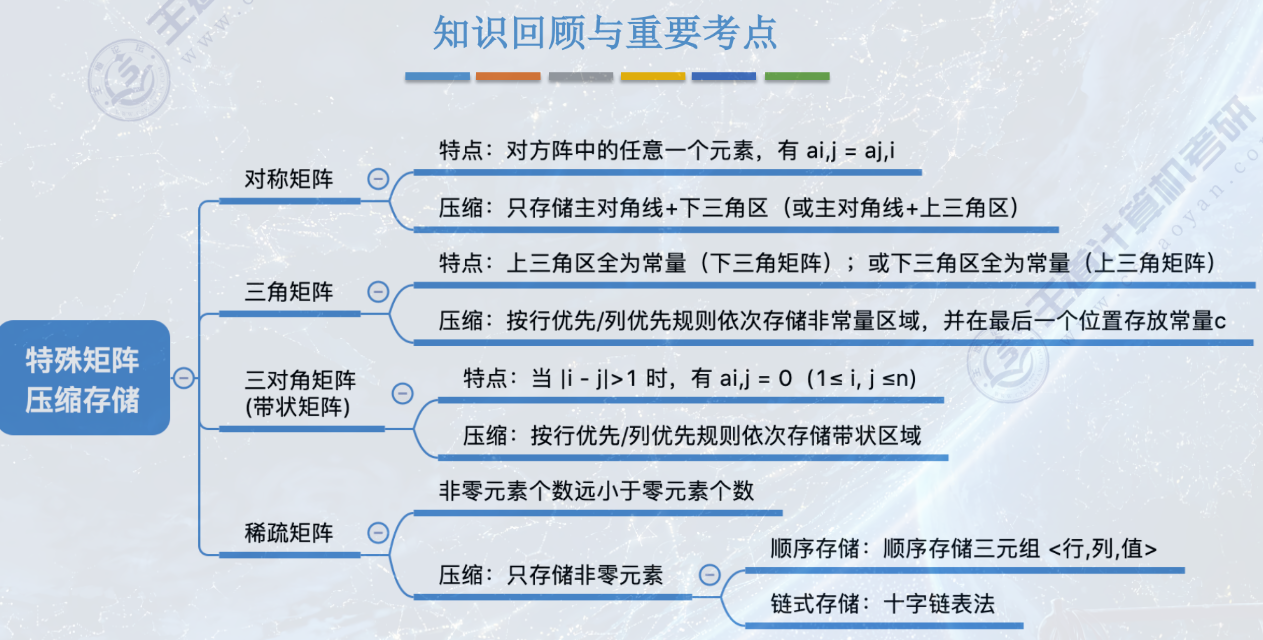 知识回顾与重要考点
特点：对方阵中的任意一个元素，有 ai,j = aj,i
对称矩阵
压缩：只存储主对角线+下三角区（或主对角线+上三角区）
特点：上三角区全为常量（下三角矩阵）；或下三角区全为常量（上三角矩阵）
三角矩阵
压缩：按行优先/列优先规则依次存储非常量区域，并在最后一个位置存放常量c
特殊矩阵
压缩存储
三对角矩阵
(带状矩阵)
特点：当 |i - j|>1 时，有 ai,j = 0（1≤ i, j ≤n)
压缩：按行优先/列优先规则依次存储带状区域
非零元素个数远小于零元素个数
稀疏矩阵
压缩：只存储非零元素
顺序存储：顺序存储三元组 <行,列,值>
链式存储：十字链表法
王道计算机考研